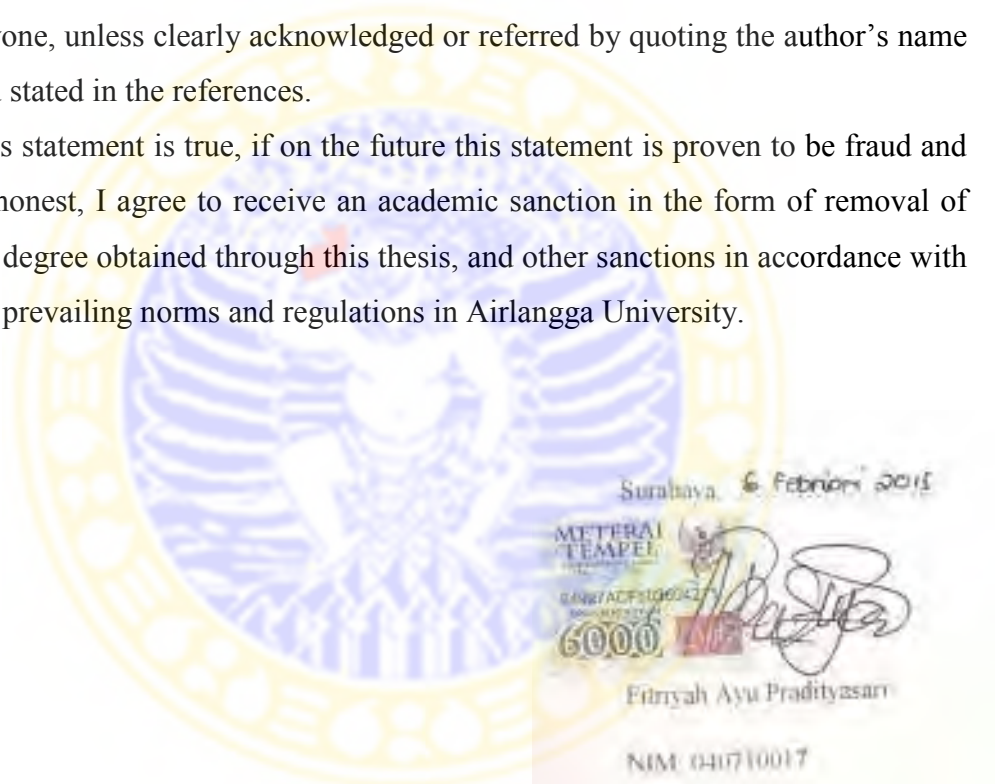 yone, unless clearly acknowledged or referred by quoting the author’s name
stated in the references.
s statement is true, if on the future this statement is proven to be fraud and
honest, I agree to receive an academic sanction in the form of removal of
degree obtained through this thesis, and other sanctions in accordance with
prevailing norms and regulations in Airlangga University.
Surabaya, 6 Februari 2015
METERAI
TEMPEL
6000
Fitriyah Ayu Pradityasari
NIM 040710017